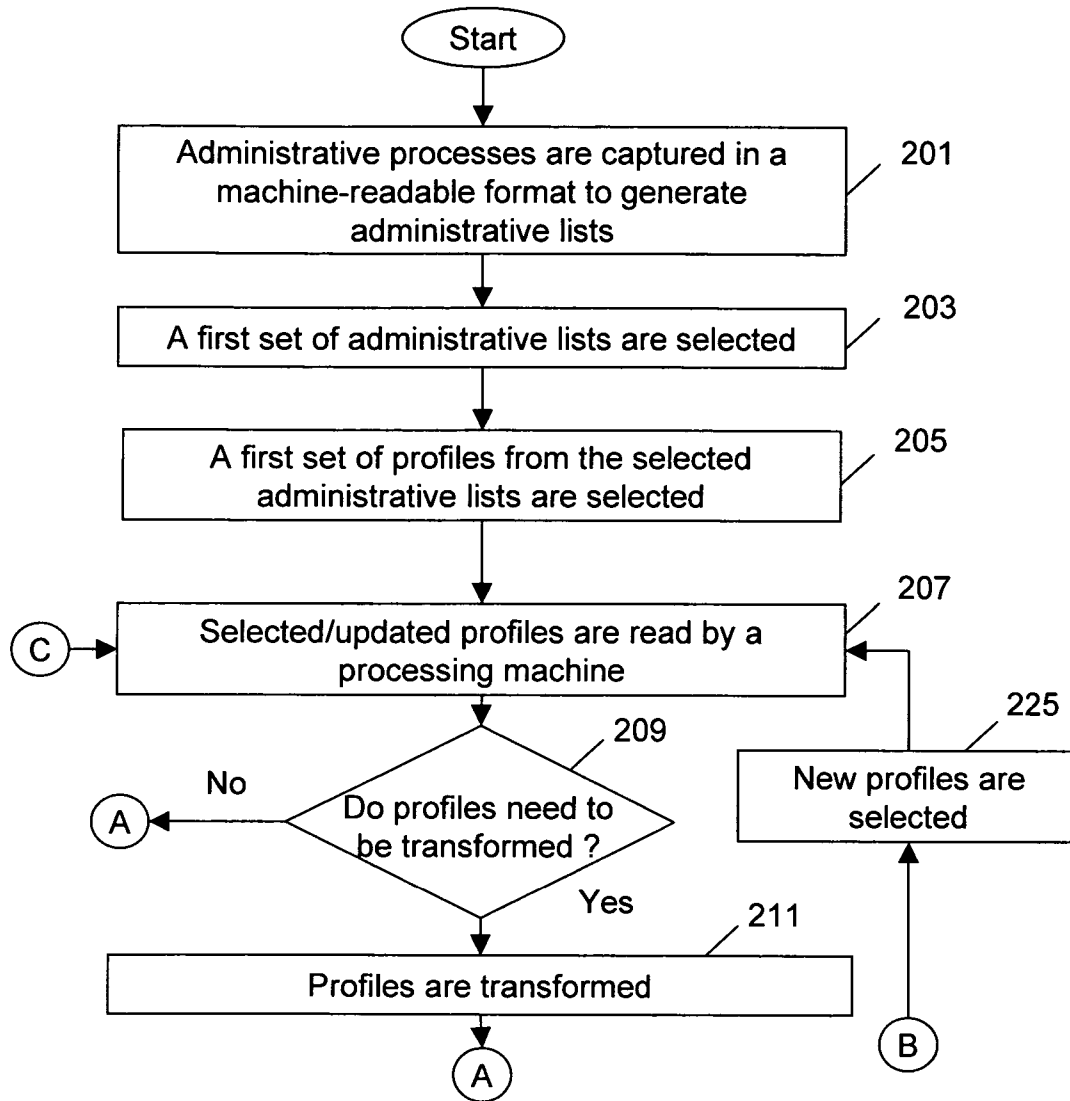 Start
Administrative processes are captured in a
machine-readable format to generate
administrative lists
201
A first set of administrative lists are selected
203
A first set of profiles from the selected
administrative lists are selected
205
Selected/updated profiles are read by a
processing machine
207
C
209
Do profiles need to
be transformed ?
No
A
Yes
225
New profiles are
selected
211
Profiles are transformed
A
B